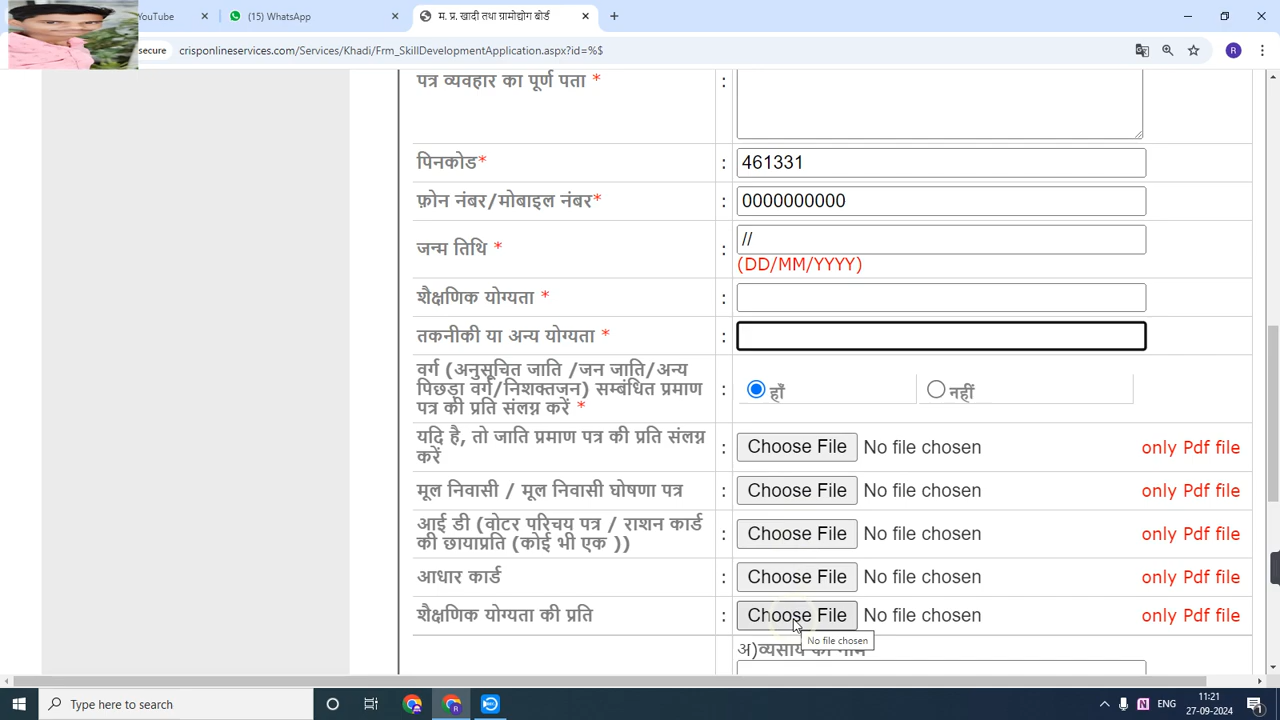 YouTube
×
(15) WhatsApp
×
म. प्र. खादी तथा ग्रामोद्योग बोर्ड
×
+
secure
crisponlineservices.com/Services/Khadi/Frm_SkillDevelopmentApplication.aspx?id=%$
R
पत्र व्यवहार का पूर्ण पता * :
पिनकोड* : 461331
फ़ोन नंबर/मोबाइल नंबर* : 0000000000
जन्म तिथि * : //
(DD/MM/YYYY)
शैक्षणिक योग्यता * :
तकनीकी या अन्य योग्यता * :
वर्ग (अनुसूचित जाति /जन जाति/अन्य
पिछड़ा वर्ग/निशक्तजन) सम्बंधित प्रमाण : हाँ नहीं
पत्र की प्रति संलग्न करें *
यदि है, तो जाति प्रमाण पत्र की प्रति संलग्न : Choose File No file chosen only Pdf file
करें
मूल निवासी / मूल निवासी घोषणा पत्र : Choose File No file chosen only Pdf file
आई डी (वोटर परिचय पत्र / राशन कार्ड : Choose File No file chosen only Pdf file
की छायाप्रति (कोई भी एक ))
आधार कार्ड : Choose File No file chosen only Pdf file
शैक्षणिक योग्यता की प्रति : Choose File No file chosen only Pdf file
No file chosen
अ)व्यसाय का नाम
Type here to search
R
N
11:21
27-09-2024